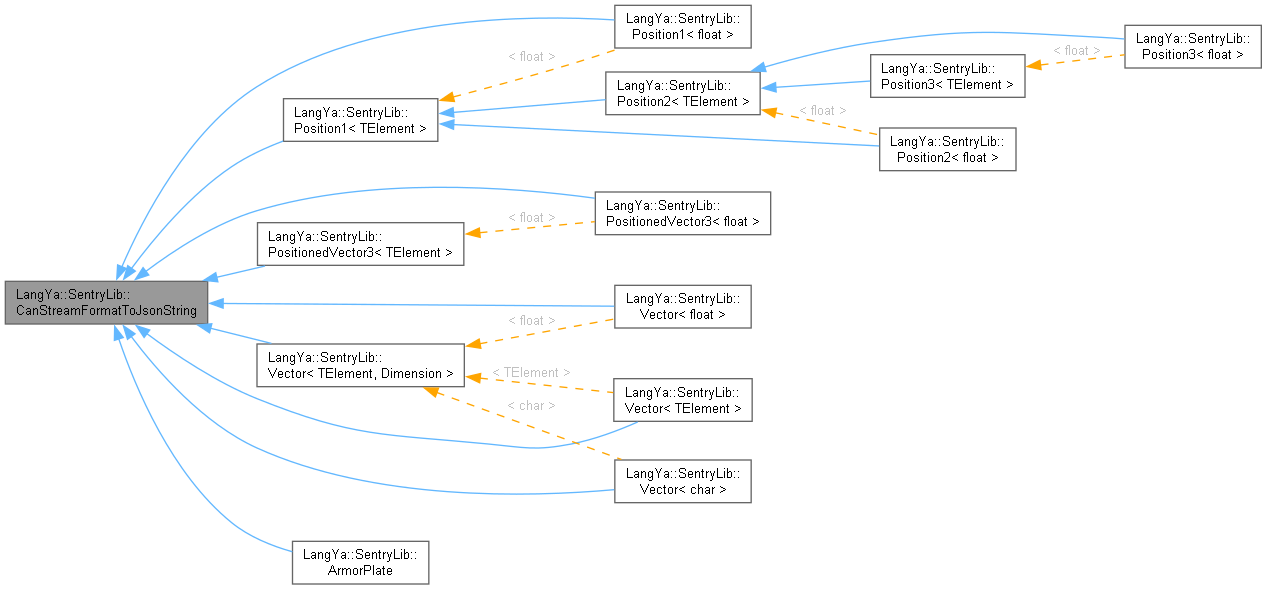 LangYa::SentryLib::
CanStreamFormatToJsonString
LangYa::SentryLib::
Position1< float >
< float >
LangYa::SentryLib::
Position1< TElement >
LangYa::SentryLib::
Position2< TElement >
LangYa::SentryLib::
Position3< TElement >
< float >
LangYa::SentryLib::
Position3< float >
< float >
LangYa::SentryLib::
Position2< float >
LangYa::SentryLib::
PositionedVector3< TElement >
< float >
LangYa::SentryLib::
PositionedVector3< float >
LangYa::SentryLib::
Vector< float >
< float >
LangYa::SentryLib::
Vector< TElement, Dimension >
< TElement >
LangYa::SentryLib::
Vector< TElement >
< char >
LangYa::SentryLib::
Vector< char >
LangYa::SentryLib::
ArmorPlate